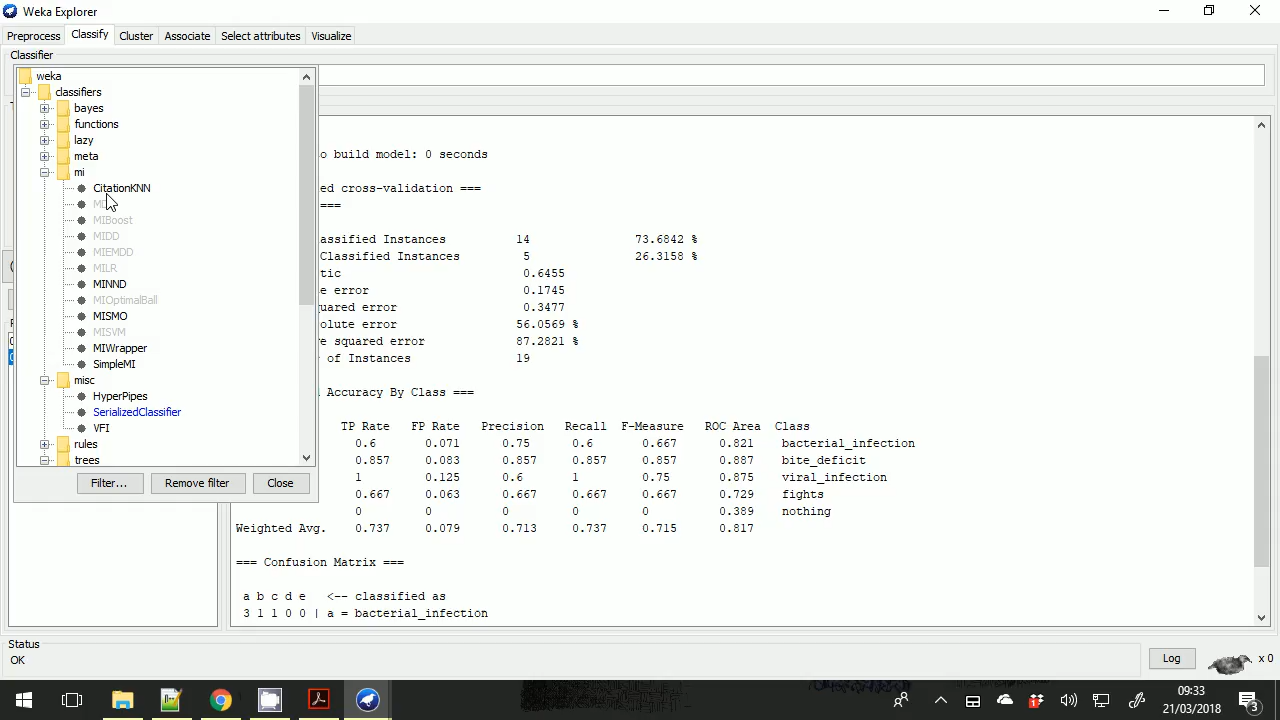 Weka Explorer
Preprocess Classify Cluster Associate Select attributes Visualize
Classifier
weka
classifiers
bayes
functions
lazy
meta
mi
CitationKNN
MIBoost
MIDD
MIEMDD
MILR
MINND
MIOptimalBall
MISMO
MISVM
MIWrapper
SimpleMI
misc
HyperPipes
SerializedClassifier
VFI
rules
trees
Filter... Remove filter Close
o build model: 0 seconds
ed cross-validation ===
===
assified Instances 14 73.6842 %
Classified Instances 5 26.3158 %
tic 0.6455
e error 0.1745
quared error 0.3477
olute error 56.0569 %
e squared error 87.2821 %
of Instances 19
Accuracy By Class ===
TP Rate FP Rate Precision Recall F-Measure ROC Area Class
0.6 0.071 0.75 0.6 0.667 0.821 bacterial_infection
0.857 0.083 0.857 0.857 0.857 0.887 bite_deficit
1 0.125 0.6 1 0.75 0.875 viral_infection
0.667 0.063 0.667 0.667 0.667 0.729 fights
0 0 0 0 0 0.389 nothing
Weighted Avg. 0.737 0.079 0.713 0.737 0.715 0.817
=== Confusion Matrix ===
a b c d e <-- classified as
3 1 1 0 0 | a = bacterial_infection
Status
OK
Log
x 0
09:33
21/03/2018
3